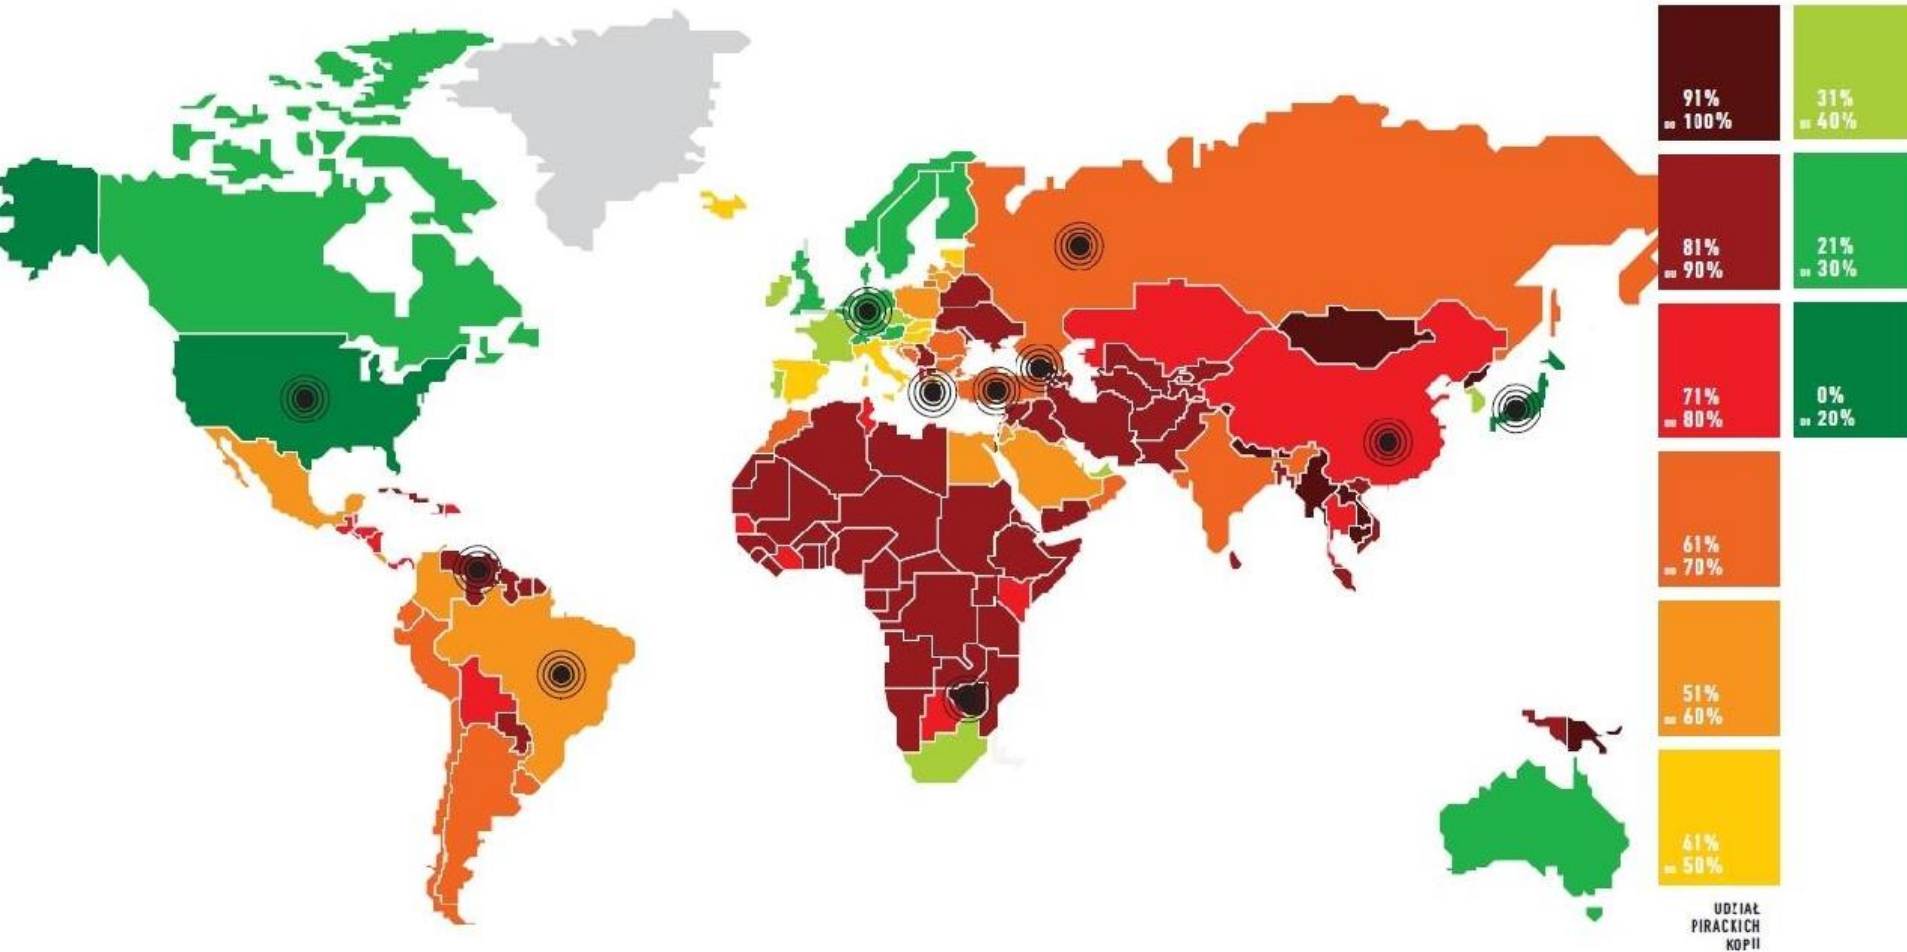 91%
DO 100%
31%
DO 40%
81%
DO 90%
21%
DO 30%
71%
DO 80%
0%
DO 20%
61%
DO 70%
51%
DO 60%
41%
DO 50%
UDZIAŁ
PIRACKICH
KOPII